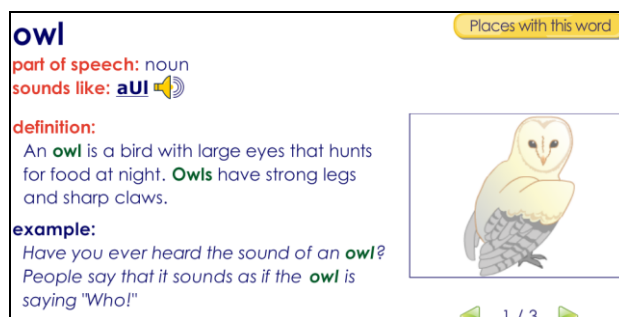 owl
Places with this word
part of speech: noun
sounds like: aUl
definition:
An owl is a bird with large eyes that hunts
for food at night. Owls have strong legs
and sharp claws.
example:
Have you ever heard the sound of an owl?
People say that it sounds as if the owl is
saying "Who!"
1 / 3